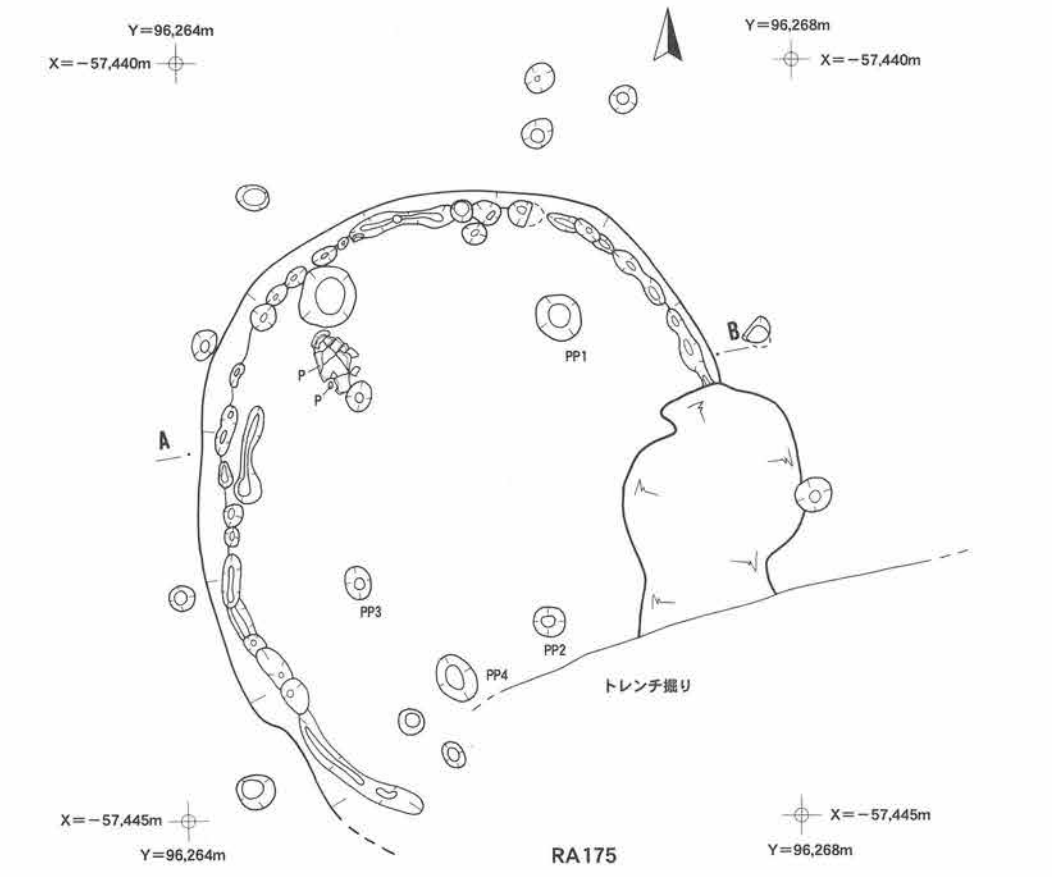 Y=96,264m
X=-57,440m
Y=96,268m
X=-57,440m
B
PP1
P
P
A
PP3
PP2
PP4
トレンチ掘り
X=-57,445m
Y=96,264m
X=-57,445m
Y=96,268m
RA175